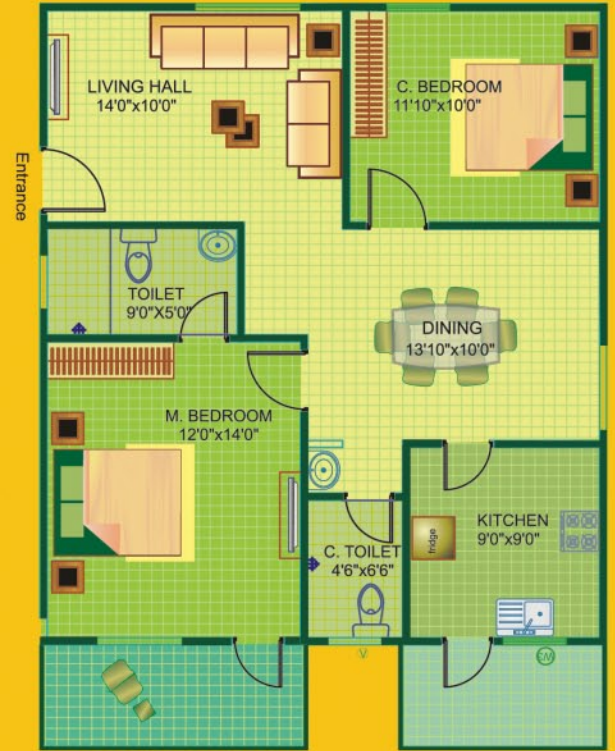 LIVING HALL
14'0"x10'0"
C. BEDROOM
11'10"x10'0"
Entrance
TOILET
9'0"X5'0"
DINING
13'10"x10'0"
M. BEDROOM
12'0"x14'0"
KITCHEN
9'0"x9'0"
fridge
C. TOILET
4'6"x6'6"
V